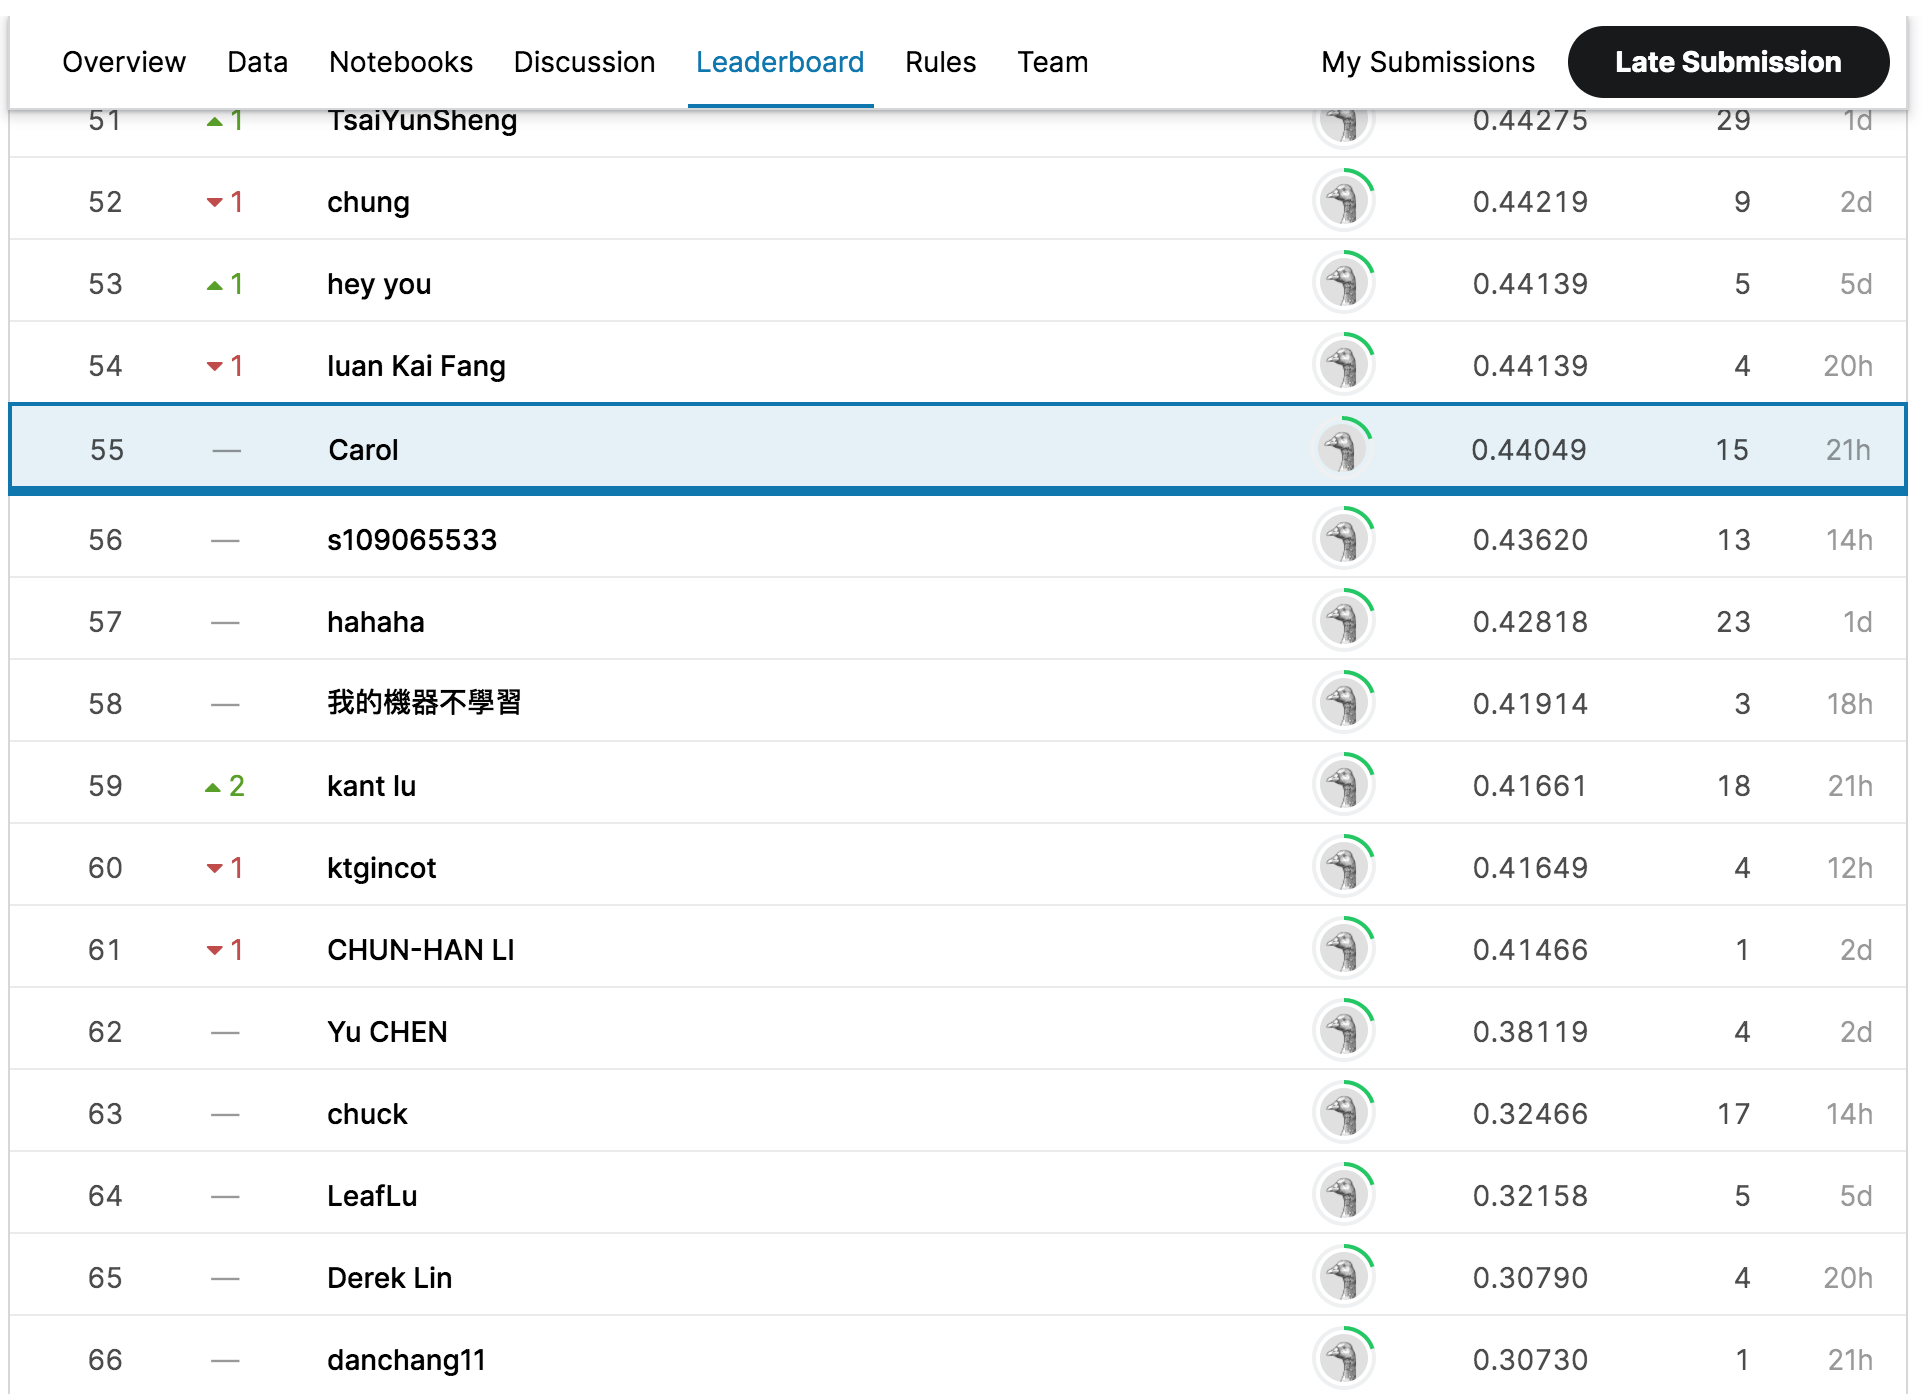 Overview Data Notebooks Discussion Leaderboard Rules Team My Submissions Late Submission
51 1 TsaiYunSheng 0.44275 29 1d
52 1 chung 0.44219 9 2d
53 1 hey you 0.44139 5 5d
54 1 Iuan Kai Fang 0.44139 4 20h
55 — Carol 0.44049 15 21h
56 — s109065533 0.43620 13 14h
57 — hahaha 0.42818 23 1d
58 — 我的機器不學習 0.41914 3 18h
59 2 kant lu 0.41661 18 21h
60 1 ktgincot 0.41649 4 12h
61 1 CHUN-HAN LI 0.41466 1 2d
62 — Yu CHEN 0.38119 4 2d
63 — chuck 0.32466 17 14h
64 — LeafLu 0.32158 5 5d
65 — Derek Lin 0.30790 4 20h
66 — danchang11 0.30730 1 21h